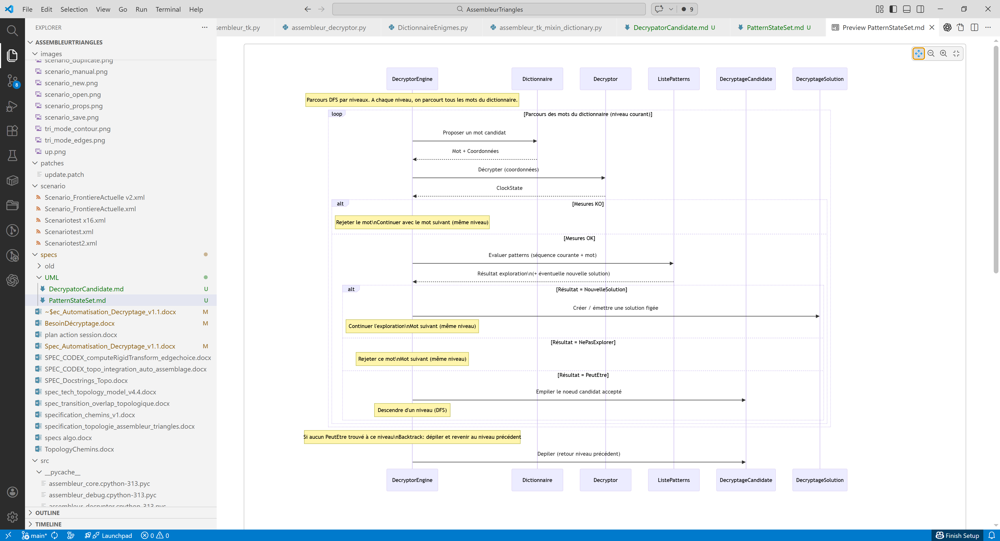 File Edit Selection View Go Run Terminal Help
AssembleurTriangles
9
EXPLORER
ASSEMBLEURTRIANGLES
images
scenario_duplicate.png
scenario_manual.png
scenario_new.png
scenario_open.png
scenario_props.png
scenario_save.png
tri_mode_contour.png
tri_mode_edges.png
up.png
patches
update.patch
scenario
Scenario_FrontiereActuelle v2.xml
Scenario_FrontiereActuelle.xml
Scenariotest x16.xml
Scenariotest.xml
Scenariotest2.xml
specs
old
UML
DecrypatorCandidate.md U
PatternStateSet.md U
~$ec_Automatisation_Decryptage_v1.1.docx M
BesoinDécryptage.docx M
plan action session.docx
Spec_Automatisation_Decryptage_v1.1.docx M
SPEC_CODEX_computeRigidTransform_edgechoice.docx
SPEC_CODEX_topo_integration_auto_assemblage.docx
SPEC_Docstrings_Topo.docx
spec_tech_topology_model_v4.4.docx
spec_transition_overlap_topologique.docx
specification_chemins_v1.docx
specification_topologie_assembleur_triangles.docx
specs algo.docx
TopologyChemins.docx
src
__pycache__
assembleur_core.cpython-313.pyc
assembleur_debug.cpython-313.pyc
assembleur_decryptor.cpython-313.pyc
OUTLINE
TIMELINE
8
sembleur_tk.py
assembleur_decryptor.py
DictionnaireEnigmes.py
assembleur_tk_mixin_dictionary.py
DecrypatorCandidate.md U
PatternStateSet.md U
Preview PatternStateSet.md
DecryptorEngine Dictionnaire Decryptor ListePatterns DecryptageCandidate DecryptageSolution
Parcours DFS par niveaux. A chaque niveau, on parcourt tous les mots du dictionnaire.
loop [Parcours des mots du dictionnaire (niveau courant)]
Proposer un mot candidat
Mot + Coordonnées
Décrypter (coordonnées)
ClockState
alt [Mesures KO]
Rejeter le mot\nContinuer avec le mot suivant (même niveau)
[Mesures OK]
Evaluer patterns (séquence courante + mot)
Résultat exploration\n(+ éventuelle nouvelle solution)
alt [Résultat = NouvelleSolution]
Créer / émettre une solution figée
Continuer l'exploration\nMot suivant (même niveau)
[Résultat = NePasExplorer]
Rejeter ce mot\nMot suivant (même niveau)
[Résultat = PeutEtre]
Empiler le noeud candidat accepté
Descendre d'un niveau (DFS)
Si aucun PeutEtre trouvé à ce niveau\nBacktrack: dépiler et revenir au niveau précédent
Depiler (retour niveau précédent)
DecryptorEngine Dictionnaire Decryptor ListePatterns DecryptageCandidate DecryptageSolution
main* Launchpad 0 0 Finish Setup